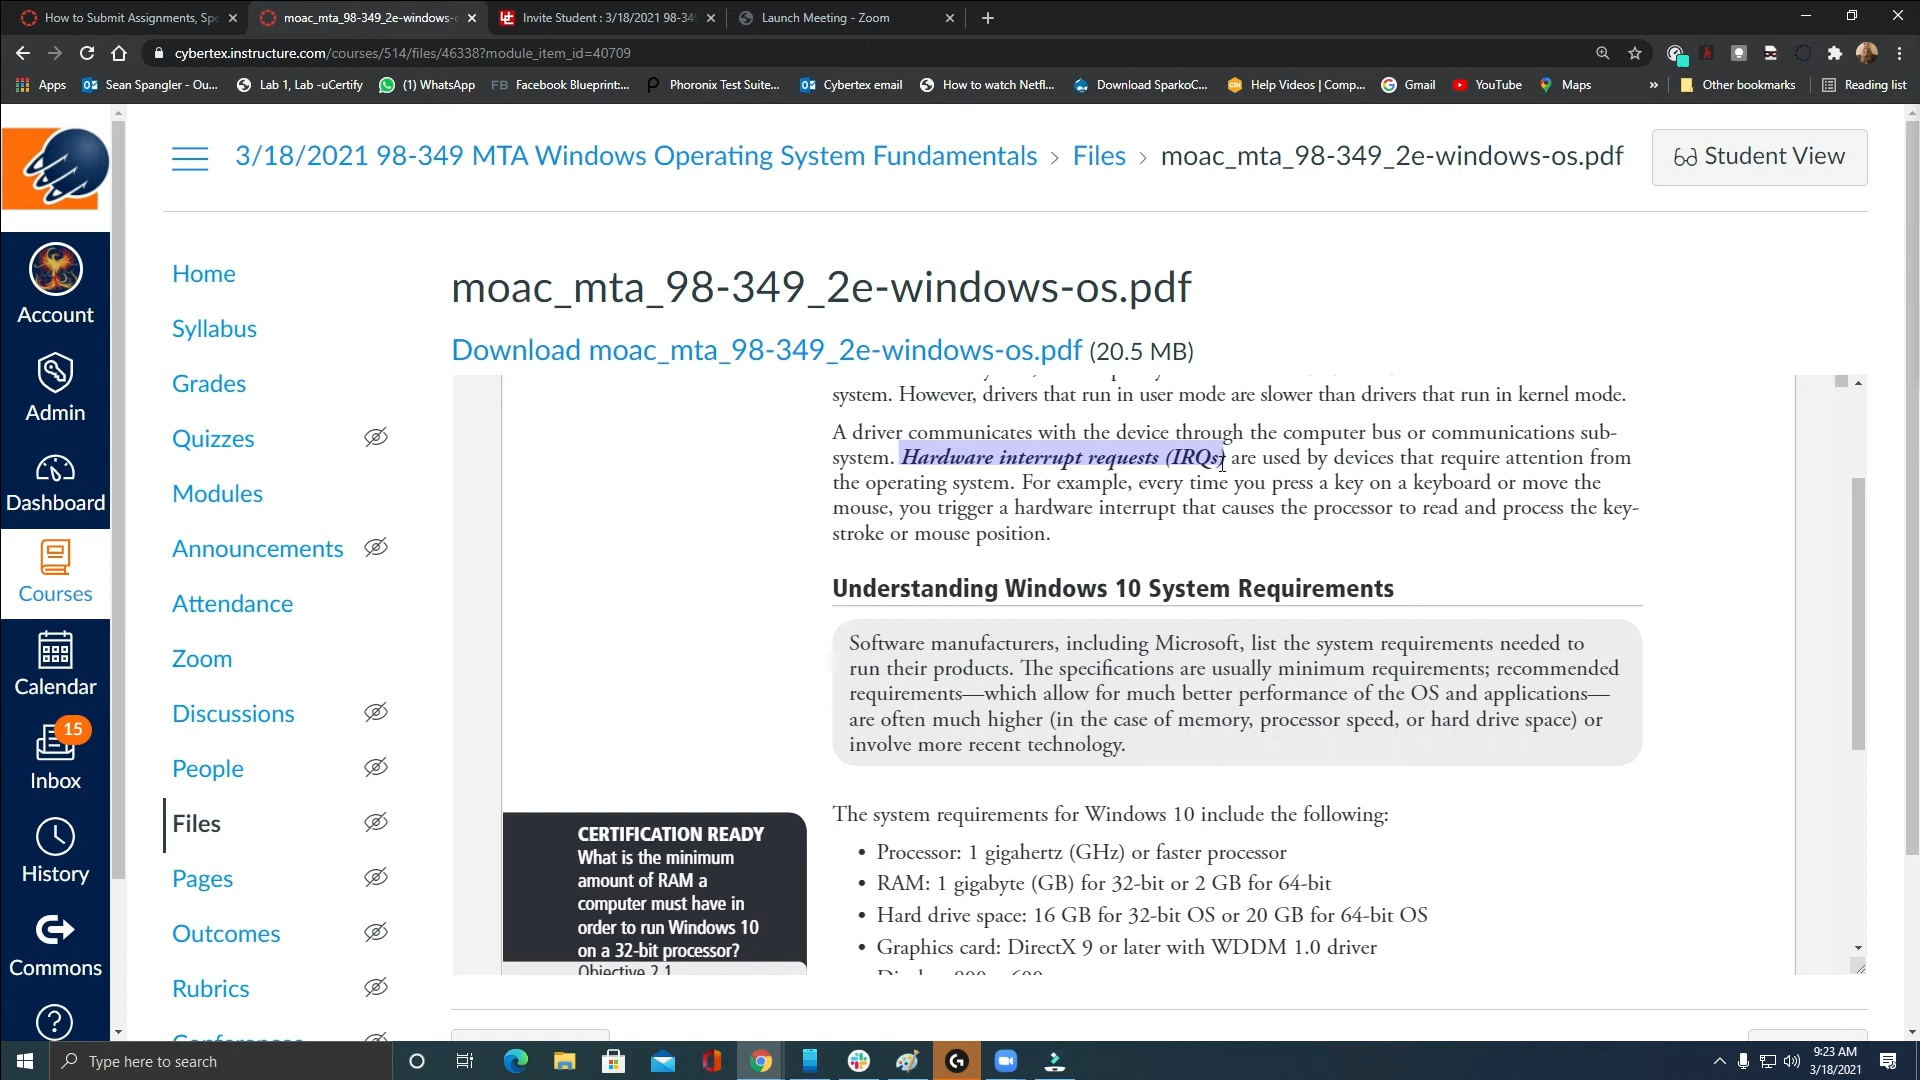 How to Submit Assignments, Spe
moac_mta_98-349_2e-windows-o
Invite Student : 3/18/2021 98-34
Launch Meeting - Zoom
cybertex.instructure.com/courses/514/files/46338?module_item_id=40709
Apps
Sean Spangler - Ou...
Lab 1, Lab -uCertify
(1) WhatsApp
FB Facebook Blueprint:...
Phoronix Test Suite...
Cybertex email
How to watch Netfl...
Download SparkoC...
Help Videos | Comp...
Gmail
YouTube
Maps
»
Other bookmarks
Reading list
3/18/2021 98-349 MTA Windows Operating System Fundamentals > Files > moac_mta_98-349_2e-windows-os.pdf
Student View
Account
Admin
Dashboard
Courses
Calendar
15
Inbox
History
Commons
Home
Syllabus
Grades
Quizzes
Modules
Announcements
Attendance
Zoom
Discussions
People
Files
Pages
Outcomes
Rubrics
Conferences
moac_mta_98-349_2e-windows-os.pdf
Download moac_mta_98-349_2e-windows-os.pdf (20.5 MB)
system. However, drivers that run in user mode are slower than drivers that run in kernel mode.
A driver communicates with the device through the computer bus or communications sub-
system. Hardware interrupt requests (IRQs) are used by devices that require attention from
the operating system. For example, every time you press a key on a keyboard or move the
mouse, you trigger a hardware interrupt that causes the processor to read and process the key-
stroke or mouse position.
Understanding Windows 10 System Requirements
Software manufacturers, including Microsoft, list the system requirements needed to
run their products. The specifications are usually minimum requirements; recommended
requirements—which allow for much better performance of the OS and applications—
are often much higher (in the case of memory, processor speed, or hard drive space) or
involve more recent technology.
CERTIFICATION READY
What is the minimum
amount of RAM a
computer must have in
order to run Windows 10
on a 32-bit processor?
Objective 2.1
The system requirements for Windows 10 include the following:
• Processor: 1 gigahertz (GHz) or faster processor
• RAM: 1 gigabyte (GB) for 32-bit or 2 GB for 64-bit
• Hard drive space: 16 GB for 32-bit OS or 20 GB for 64-bit OS
• Graphics card: DirectX 9 or later with WDDM 1.0 driver
Type here to search
9:23 AM
3/18/2021